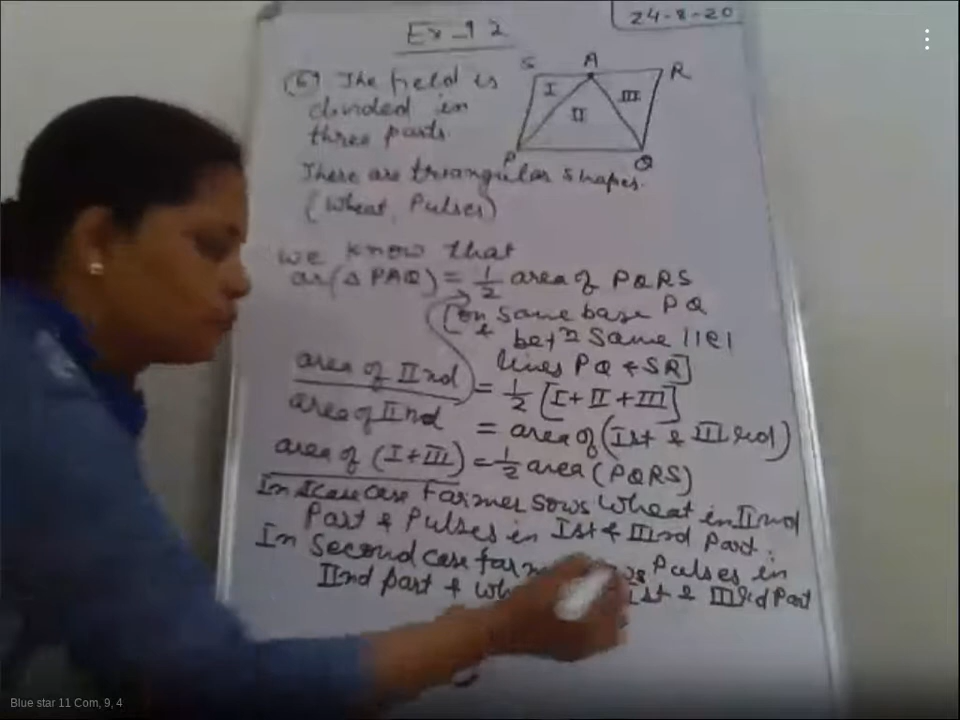 24-8-20
Ex-9.2
S A R
(6) The field is
I II III
divided in
three parts.
P Q
There are triangular shapes.
(Wheat, Pulses)
we know that
ar(△ PAQ) = 1/2 area of PQRS
[on same base PQ
& betⁿ same ||el
lines PQ & SR]
area of IInd = 1/2 [I+II+III]
area of IInd = area of (Ist & IIIrd)
area of (I+III) = 1/2 area (PQRS)
In case farmer sows wheat in IInd
Part & Pulses in Ist & IIInd Part.
In Second case Pulses in
IInd part & Ist & IIIrd Part
Blue star 11 Com, 9, 4